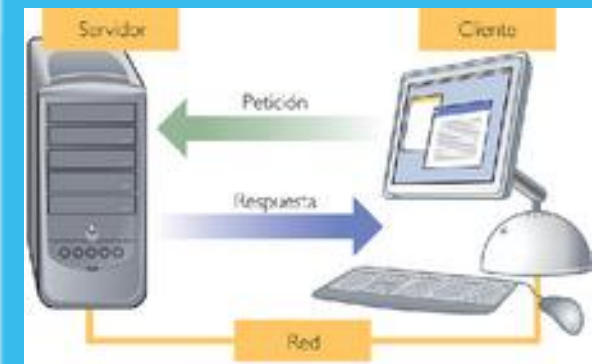 Servidor
Cliente
Petición
Respuesta
Red